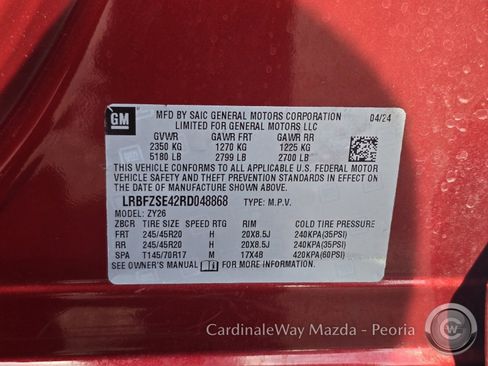 GM
MFD BY SAIC GENERAL MOTORS CORPORATION 04/24
LIMITED FOR GENERAL MOTORS LLC
GVWR GAWR FRT GAWR RR
2350 KG 1270 KG 1225 KG
5180 LB 2799 LB 2700 LB
THIS VEHICLE CONFORMS TO ALL APPLICABLE U.S. FEDERAL MOTOR
VEHICLE SAFETY AND THEFT PREVENTION STANDARDS IN EFFECT ON
THE DATE OF MANUFACTURE SHOWN ABOVE.
LRBFZSE42RD048868 TYPE: M.P.V.
MODEL: ZY26
ZBCR TIRE SIZE SPEED RTG RIM COLD TIRE PRESSURE
FRT 245/45R20 H 20X8.5J 240KPA(35PSI)
RR 245/45R20 H 20X8.5J 240KPA(35PSI)
SPA T145/70R17 M 17X4B 420KPA(60PSI)
SEE OWNER'S MANUAL FOR MORE INFORMATION.
CardinaleWay Mazda - Peoria
CW